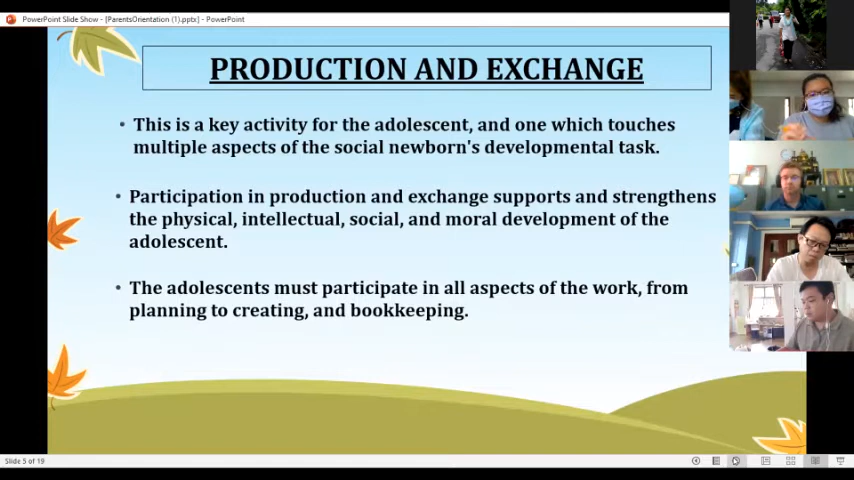 PowerPoint Slide Show - [ParentsOrientation (1).pptx] - PowerPoint
PRODUCTION AND EXCHANGE
• This is a key activity for the adolescent, and one which touches
multiple aspects of the social newborn's developmental task.
• Participation in production and exchange supports and strengthens
the physical, intellectual, social, and moral development of the
adolescent.
• The adolescents must participate in all aspects of the work, from
planning to creating, and bookkeeping.
Slide 5 of 19